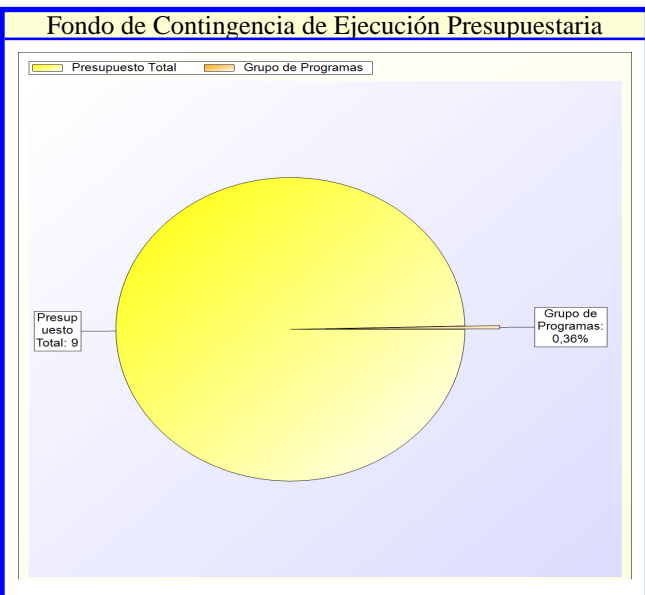 Fondo de Contingencia de Ejecución Presupuestaria
Presupuesto Total
Grupo de Programas
Presup
uesto
Total: 9
Grupo de
Programas:
0,36%